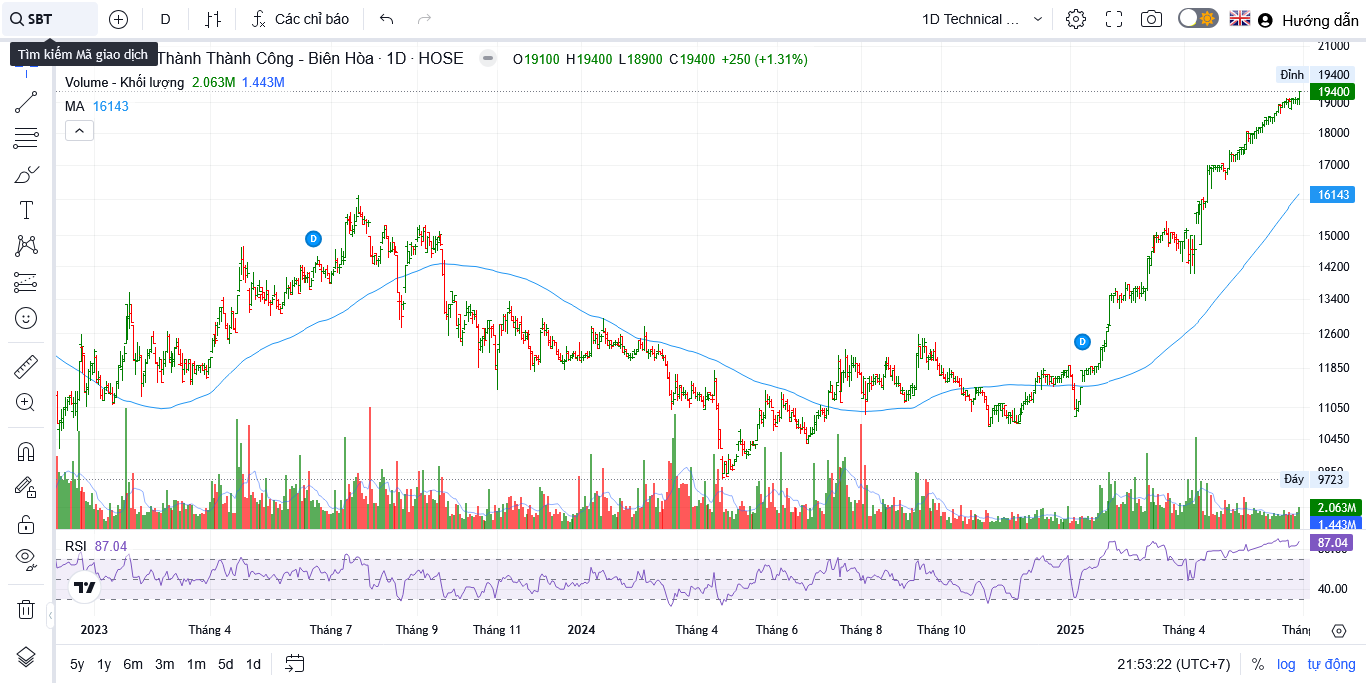 SBT
D
Các chỉ báo
1D Technical ...
Hướng dẫn
Tìm kiếm Mã giao dịch
Thành Thành Công - Biên Hòa · 1D · HOSE
O19100 H19400 L18900 C19400 +250 (+1.31%)
Volume - Khối lượng 2.063M 1.443M
MA 16143
21000
Đỉnh 19400
19400
19000
18000
17000
16143
15000
14200
13400
12600
11850
11050
10450
9850
Đáy 9723
2.063M
1.443M
D
D
RSI 87.04
87.04
80.00
40.00
2023 Tháng 4 Tháng 7 Tháng 9 Tháng 11 2024 Tháng 4 Tháng 6 Tháng 8 Tháng 10 2025 Tháng 4 Thán
5y 1y 6m 3m 1m 5d 1d
21:53:22 (UTC+7) % log tự động